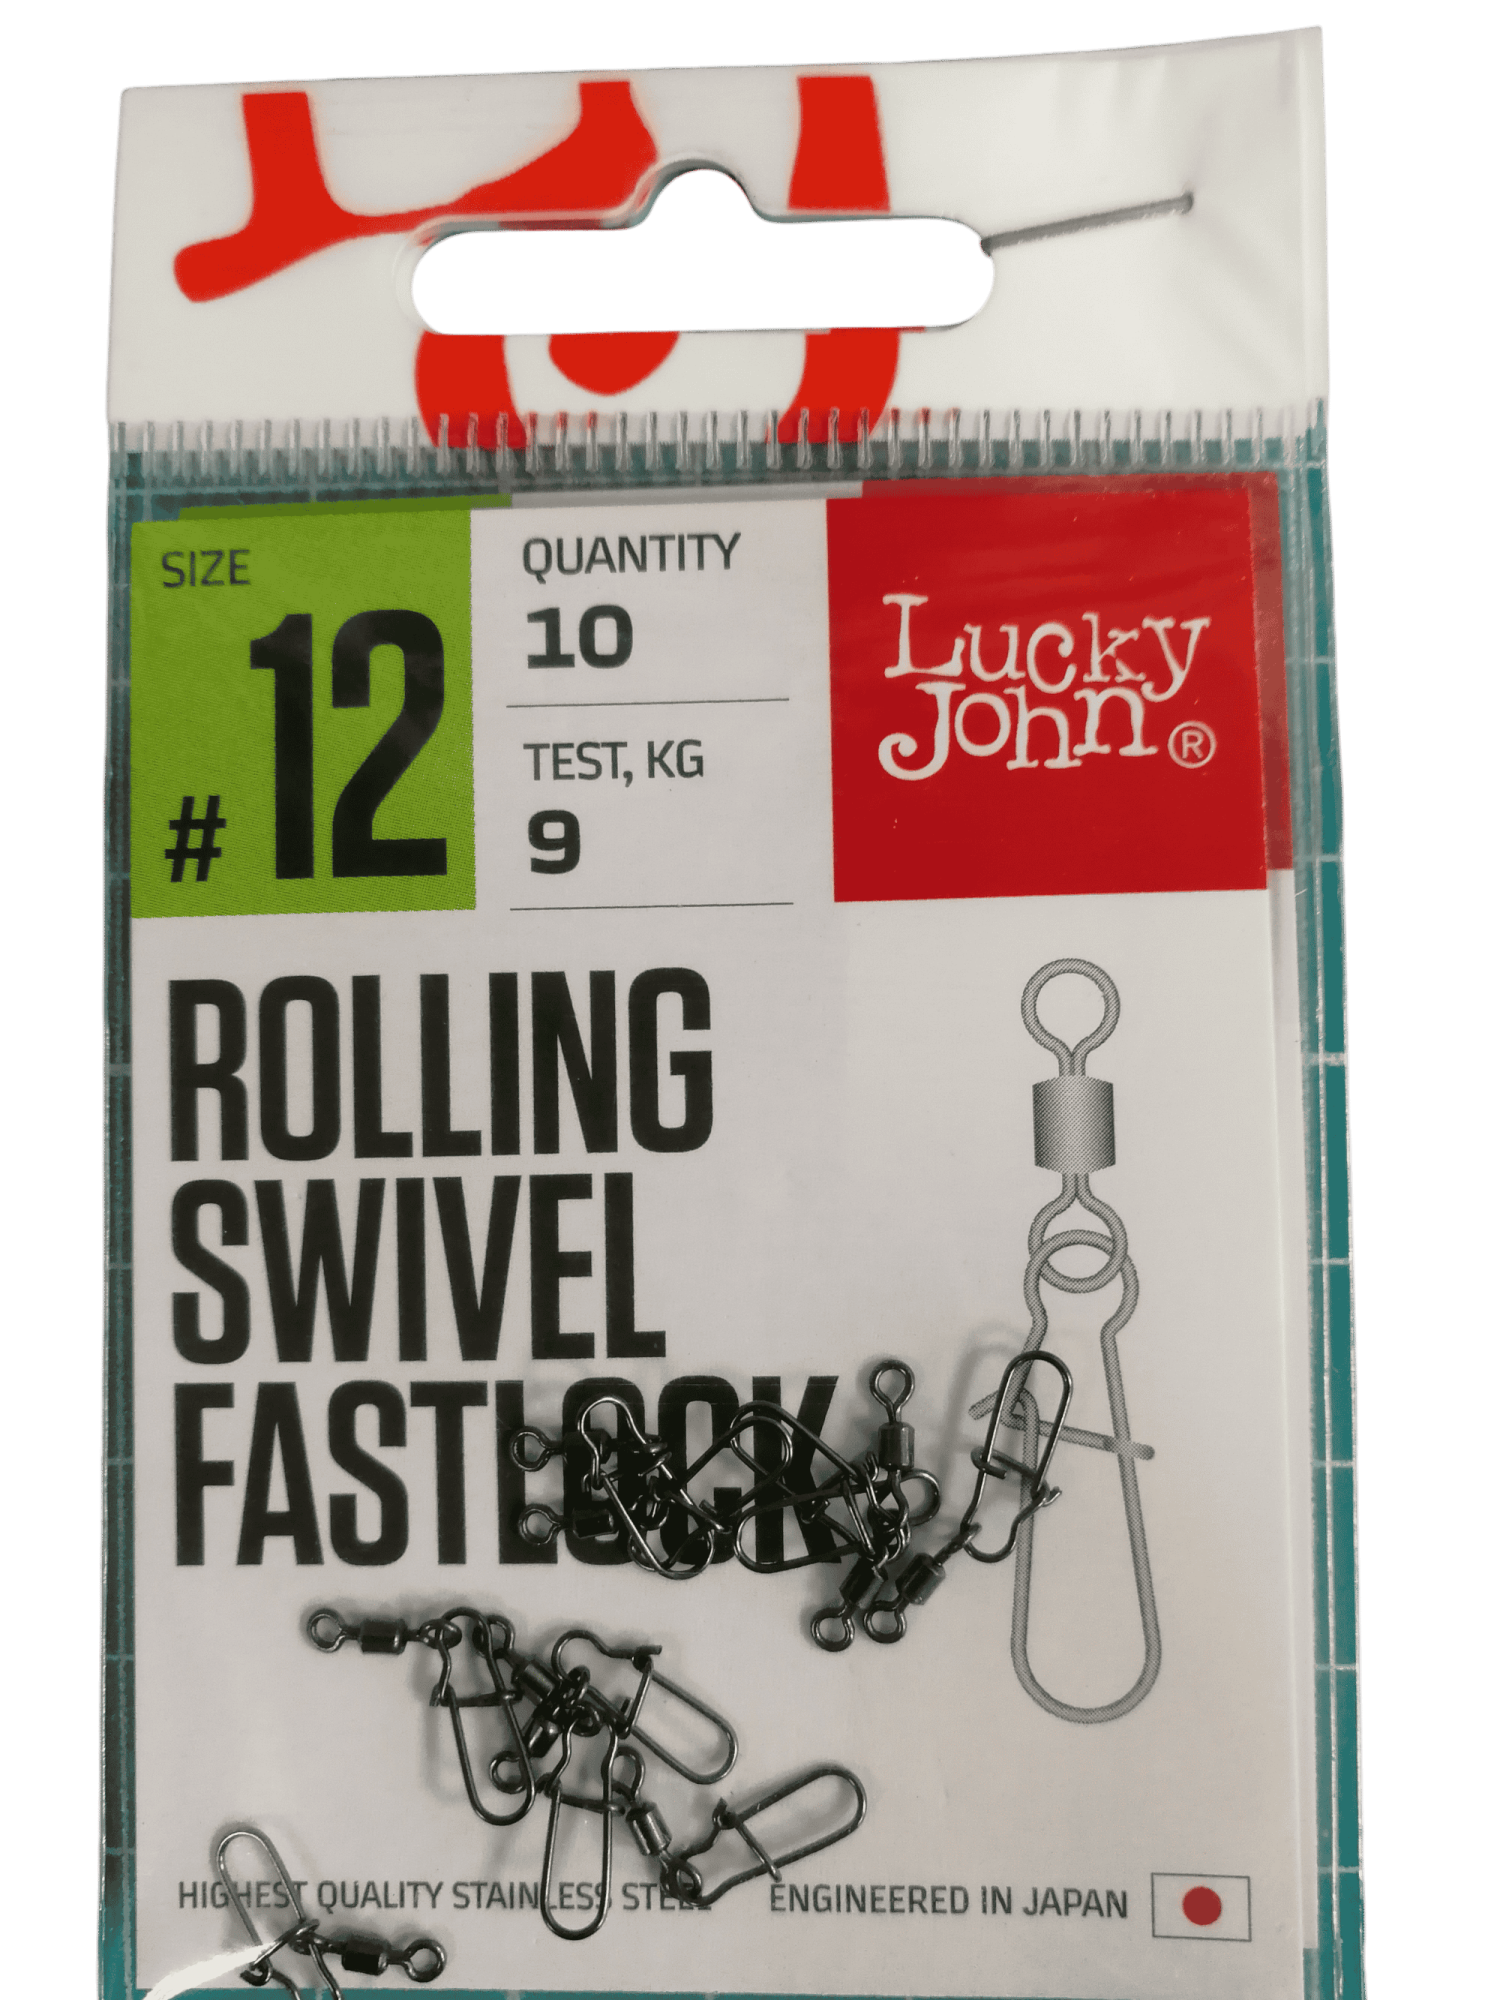 SIZE
# 12
QUANTITY
10
TEST, KG
9
Lucky
John ®
ROLLING
SWIVEL
FASTLOCK
HIGHEST QUALITY STAINLESS STEEL
ENGINEERED IN JAPAN